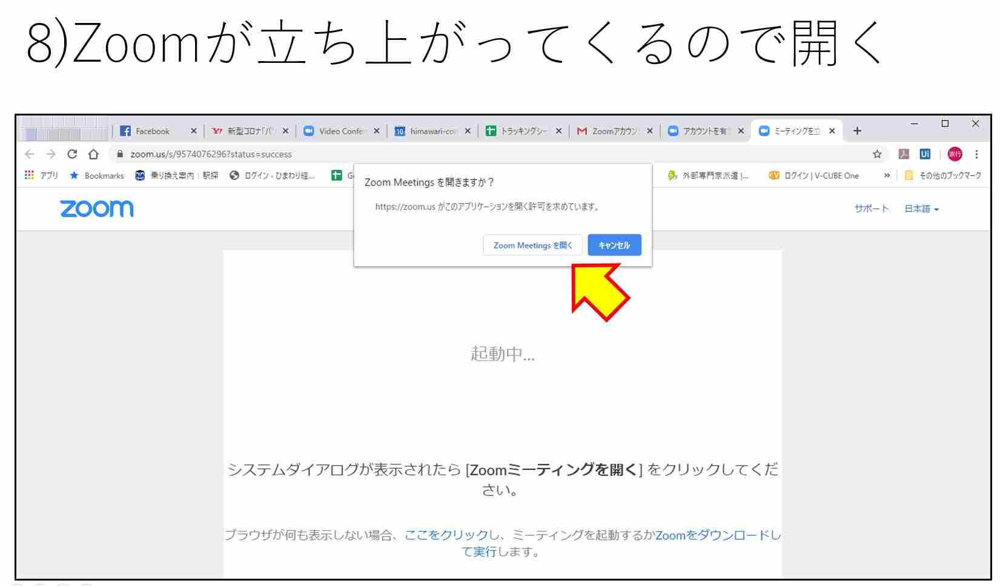 8)Zoomが立ち上がってくるので開く
Facebook
新型コロナ「パ
Video Confer
10 himawari-con
トラッキングシー
Zoomアカウン
アカウントを有
ミーティングを立
zoom.us/s/9574076296?status=success
Ui
崇行
アプリ
Bookmarks
乗り換え案内 | 駅探
ログイン ‹ ひまわり経...
外部専門家派遣 |...
ログイン | V-CUBE One
»
その他のブックマーク
Zoom Meetings を開きますか？
https://zoom.us がこのアプリケーションを開く許可を求めています。
Zoom Meetings を開く
キャンセル
zoom
サポート
日本語
起動中...
システムダイアログが表示されたら [Zoomミーティングを開く] をクリックしてくだ
さい。
ブラウザが何も表示しない場合、ここをクリックし、ミーティングを起動するかZoomをダウンロードし
て実行します。